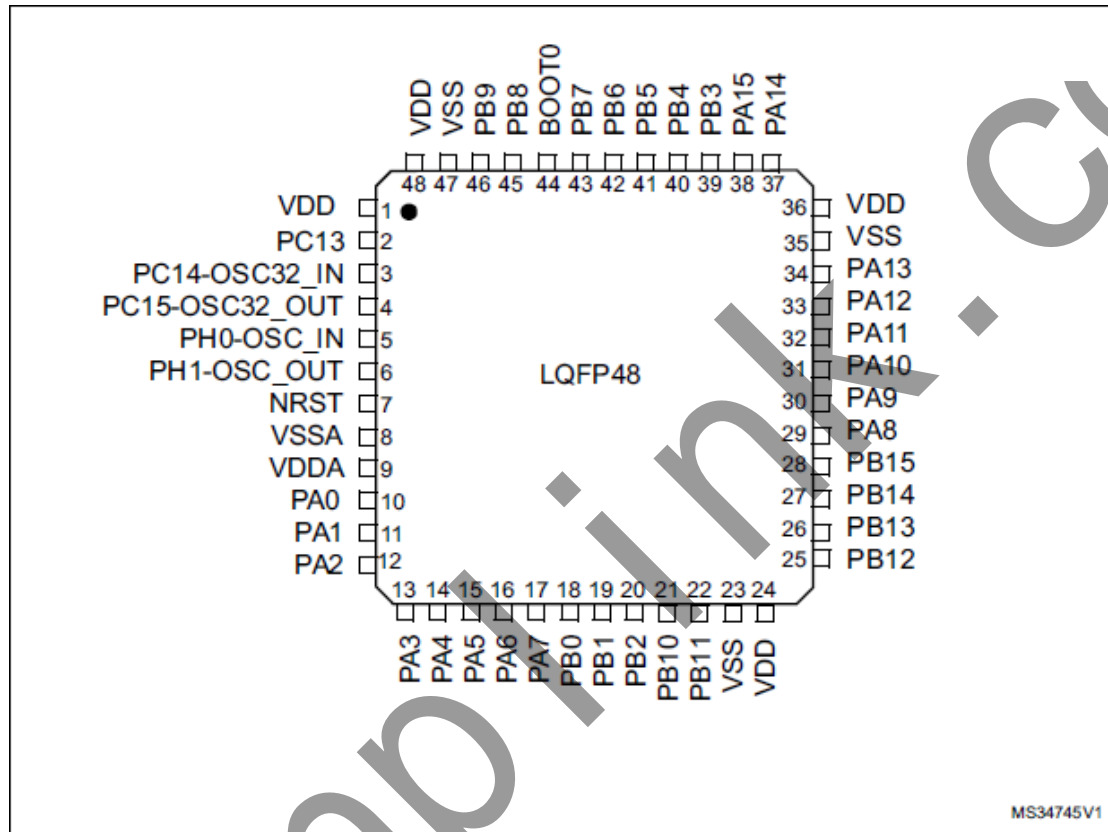 VDD
VSS
PB9
PB8
BOOT0
PB7
PB6
PB5
PB4
PB3
PA15
PA14
48 47 46 45 44 43 42 41 40 39 38 37
VDD 1
PC13 2
PC14-OSC32_IN 3
PC15-OSC32_OUT 4
PH0-OSC_IN 5
PH1-OSC_OUT 6
NRST 7
VSSA 8
VDDA 9
PA0 10
PA1 11
PA2 12
LQFP48
36 VDD
35 VSS
34 PA13
33 PA12
32 PA11
31 PA10
30 PA9
29 PA8
28 PB15
27 PB14
26 PB13
25 PB12
13 14 15 16 17 18 19 20 21 22 23 24
PA3
PA4
PA5
PA6
PA7
PB0
PB1
PB2
PB10
PB11
VSS
VDD
MS34745V1